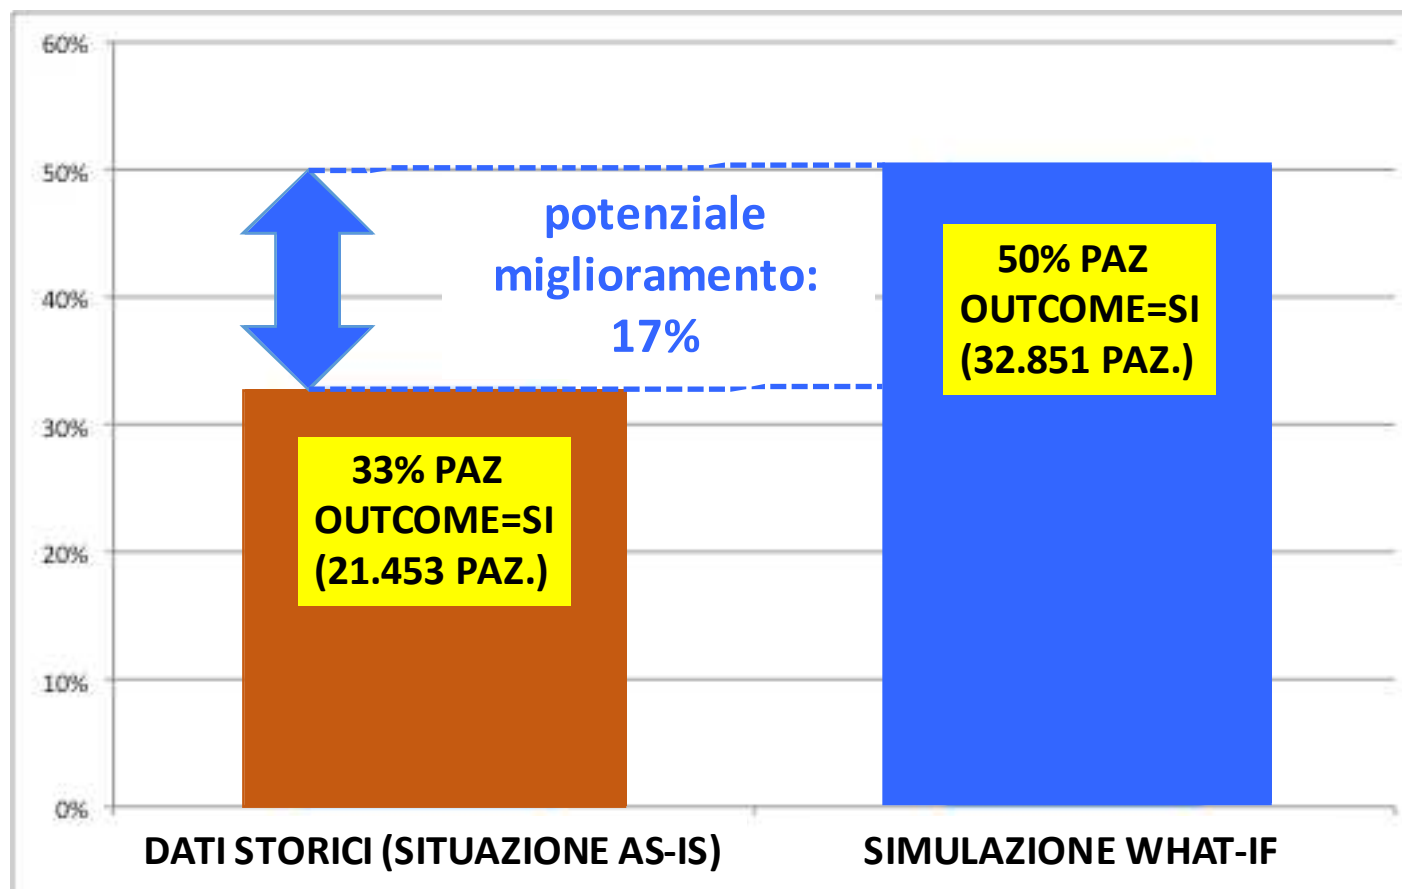 60%
50%
40%
30%
20%
10%
0%
potenziale
miglioramento:
17%
50% PAZ
OUTCOME=SI
(32.851 PAZ.)
33% PAZ
OUTCOME=SI
(21.453 PAZ.)
DATI STORICI (SITUAZIONE AS-IS)
SIMULAZIONE WHAT-IF